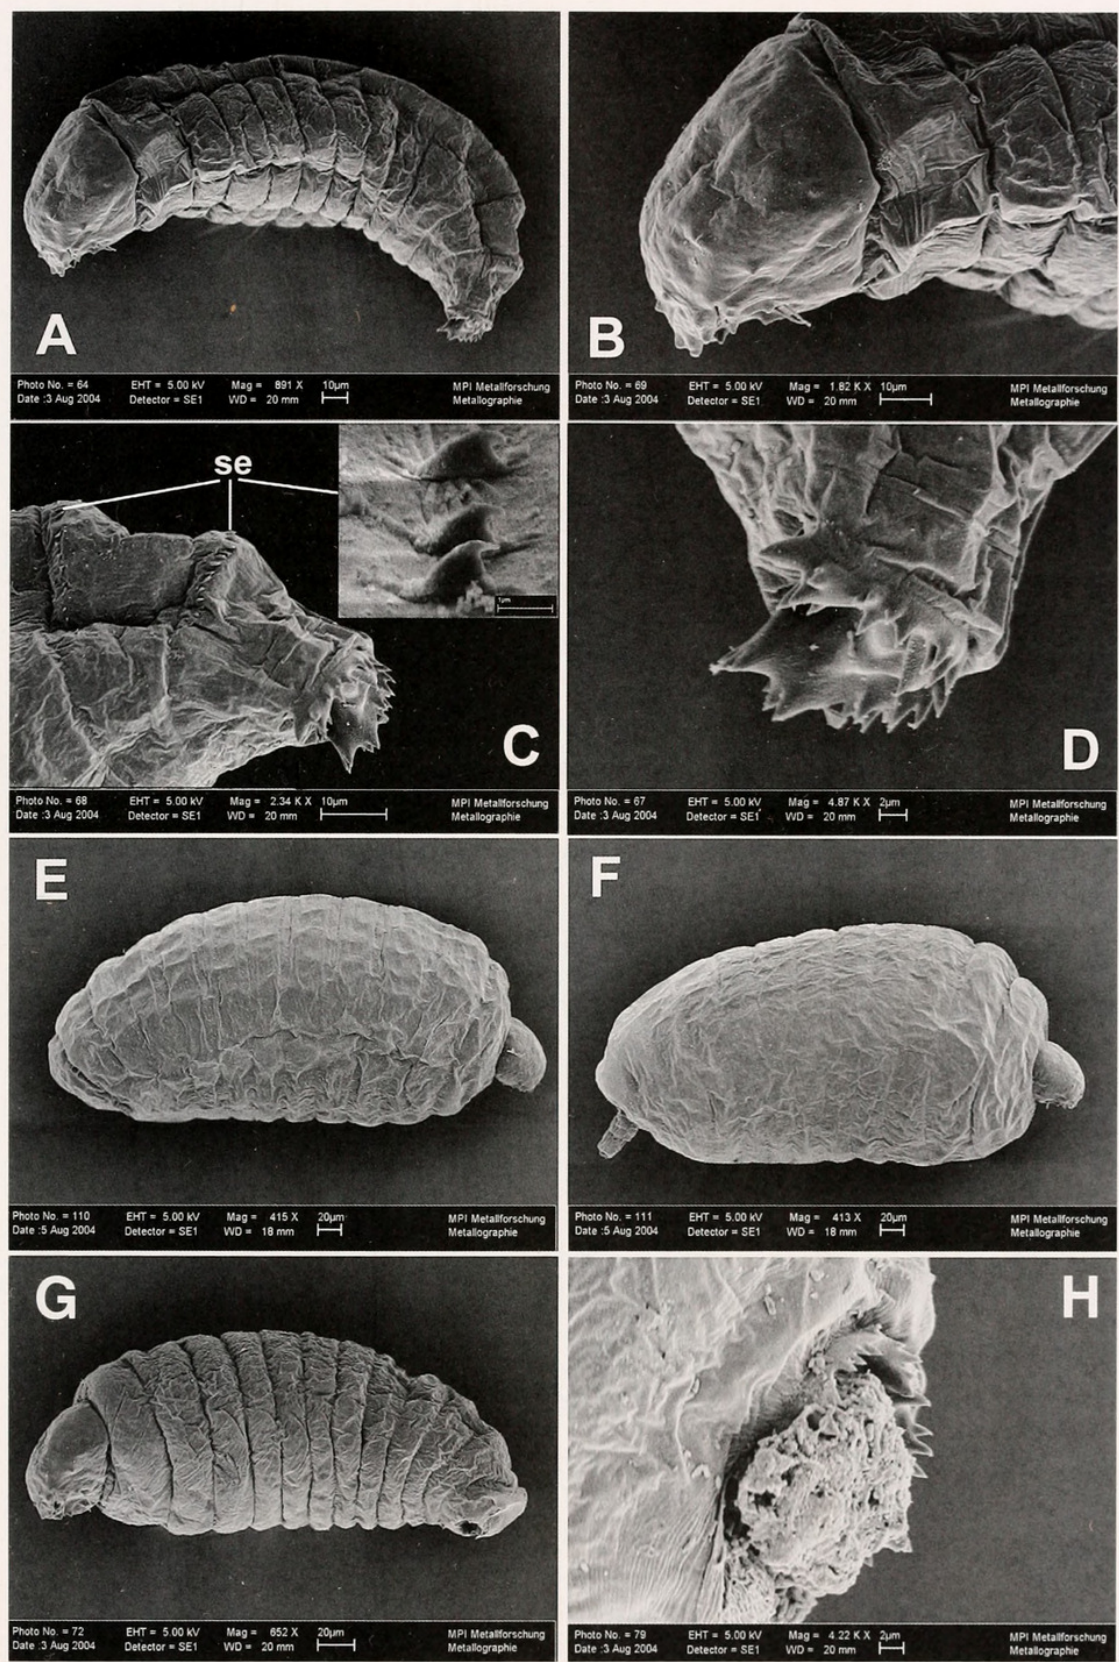 A
Photo No. = 64 EHT = 5.00 kV Mag = 891 X 10µm MPI Metallforschung
Date :3 Aug 2004 Detector = SE1 WD = 20 mm Metallographie
B
Photo No. = 69 EHT = 5.00 kV Mag = 1.82 K X 10µm MPI Metallforschung
Date :3 Aug 2004 Detector = SE1 WD = 20 mm Metallographie
se
1µm
C
Photo No. = 68 EHT = 5.00 kV Mag = 2.34 K X 10µm MPI Metallforschung
Date :3 Aug 2004 Detector = SE1 WD = 20 mm Metallographie
D
Photo No. = 67 EHT = 5.00 kV Mag = 4.87 K X 2µm MPI Metallforschung
Date :3 Aug 2004 Detector = SE1 WD = 20 mm Metallographie
E
Photo No. = 110 EHT = 5.00 kV Mag = 415 X 20µm MPI Metallforschung
Date :5 Aug 2004 Detector = SE1 WD = 18 mm Metallographie
F
Photo No. = 111 EHT = 5.00 kV Mag = 413 X 20µm MPI Metallforschung
Date :5 Aug 2004 Detector = SE1 WD = 18 mm Metallographie
G
Photo No. = 72 EHT = 5.00 kV Mag = 652 X 20µm MPI Metallforschung
Date :3 Aug 2004 Detector = SE1 WD = 20 mm Metallographie
H
Photo No. = 79 EHT = 5.00 kV Mag = 4.22 K X 2µm MPI Metallforschung
Date :3 Aug 2004 Detector = SE1 WD = 20 mm Metallographie